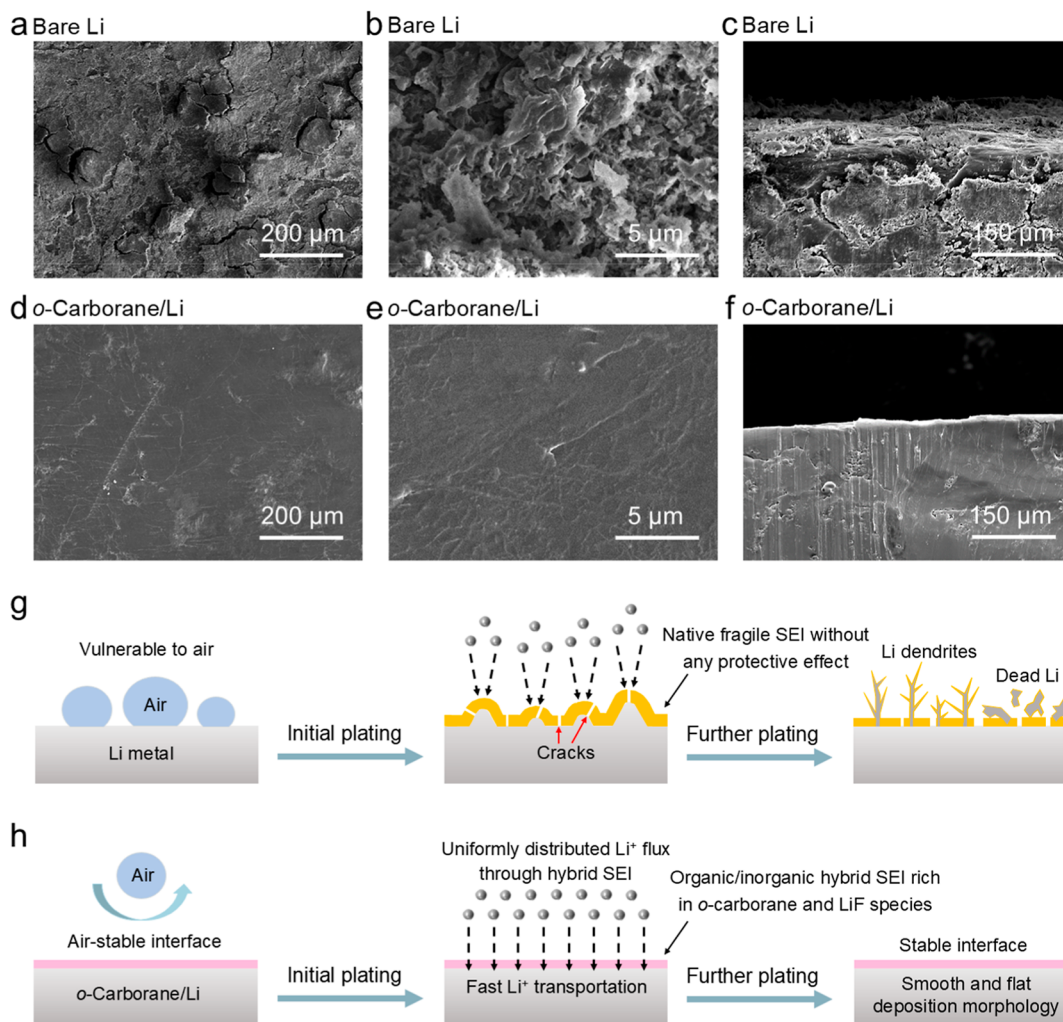 a Bare Li
200 µm
b Bare Li
5 µm
c Bare Li
150 µm
d o-Carborane/Li
200 µm
e o-Carborane/Li
5 µm
f o-Carborane/Li
150 µm
g
Vulnerable to air
Air
Li metal
Initial plating
Cracks
Native fragile SEI without
any protective effect
Further plating
Li dendrites
Dead Li
h
Air
Air-stable interface
o-Carborane/Li
Initial plating
Uniformly distributed Li⁺ flux
through hybrid SEI
Fast Li⁺ transportation
Organic/inorganic hybrid SEI rich
in o-carborane and LiF species
Further plating
Stable interface
Smooth and flat
deposition morphology